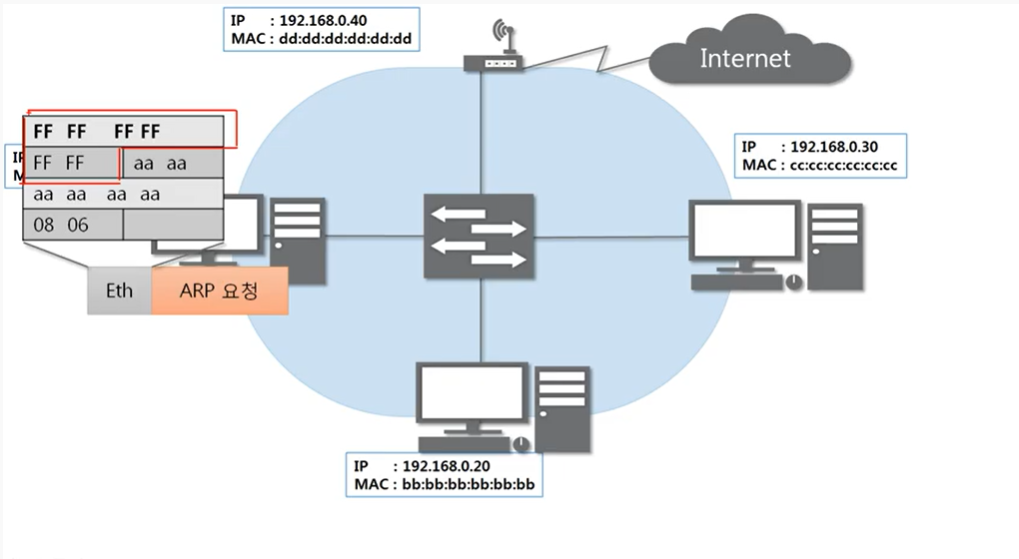 IP : 192.168.0.40
MAC : dd:dd:dd:dd:dd:dd
Internet
FF FF FF FF
FF FF aa aa
aa aa aa aa
08 06
IP : 192.168.0.30
MAC : cc:cc:cc:cc:cc:cc
Eth ARP 요청
IP : 192.168.0.20
MAC : bb:bb:bb:bb:bb:bb